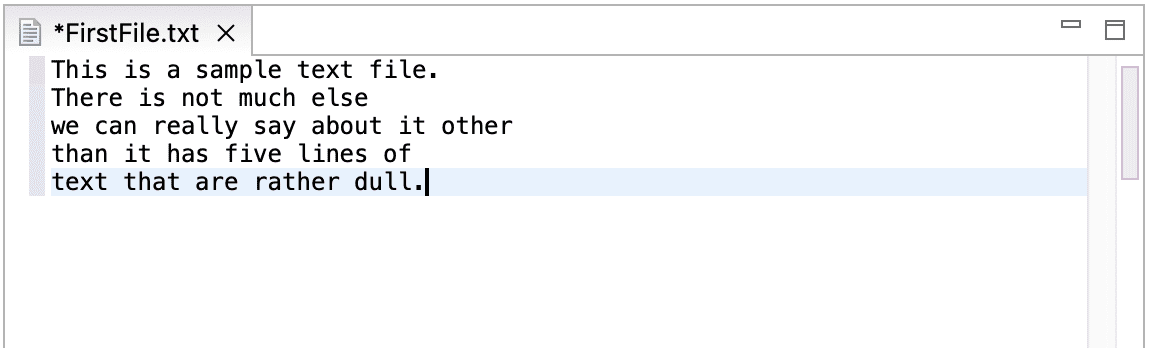 *FirstFile.txt
This is a sample text file.
There is not much else
we can really say about it other
than it has five lines of
text that are rather dull.